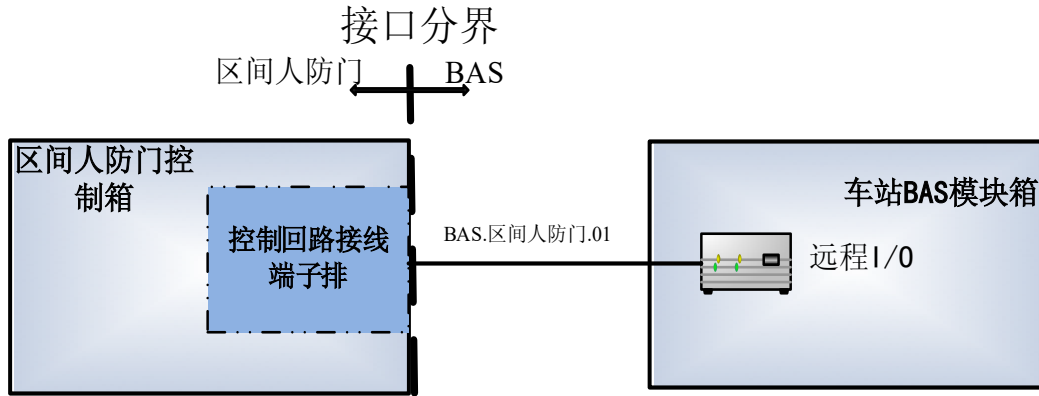 接口分界
区间人防门 BAS
区间人防门控
制箱
控制回路接线
端子排
BAS.区间人防门.01
车站BAS模块箱
远程I/O